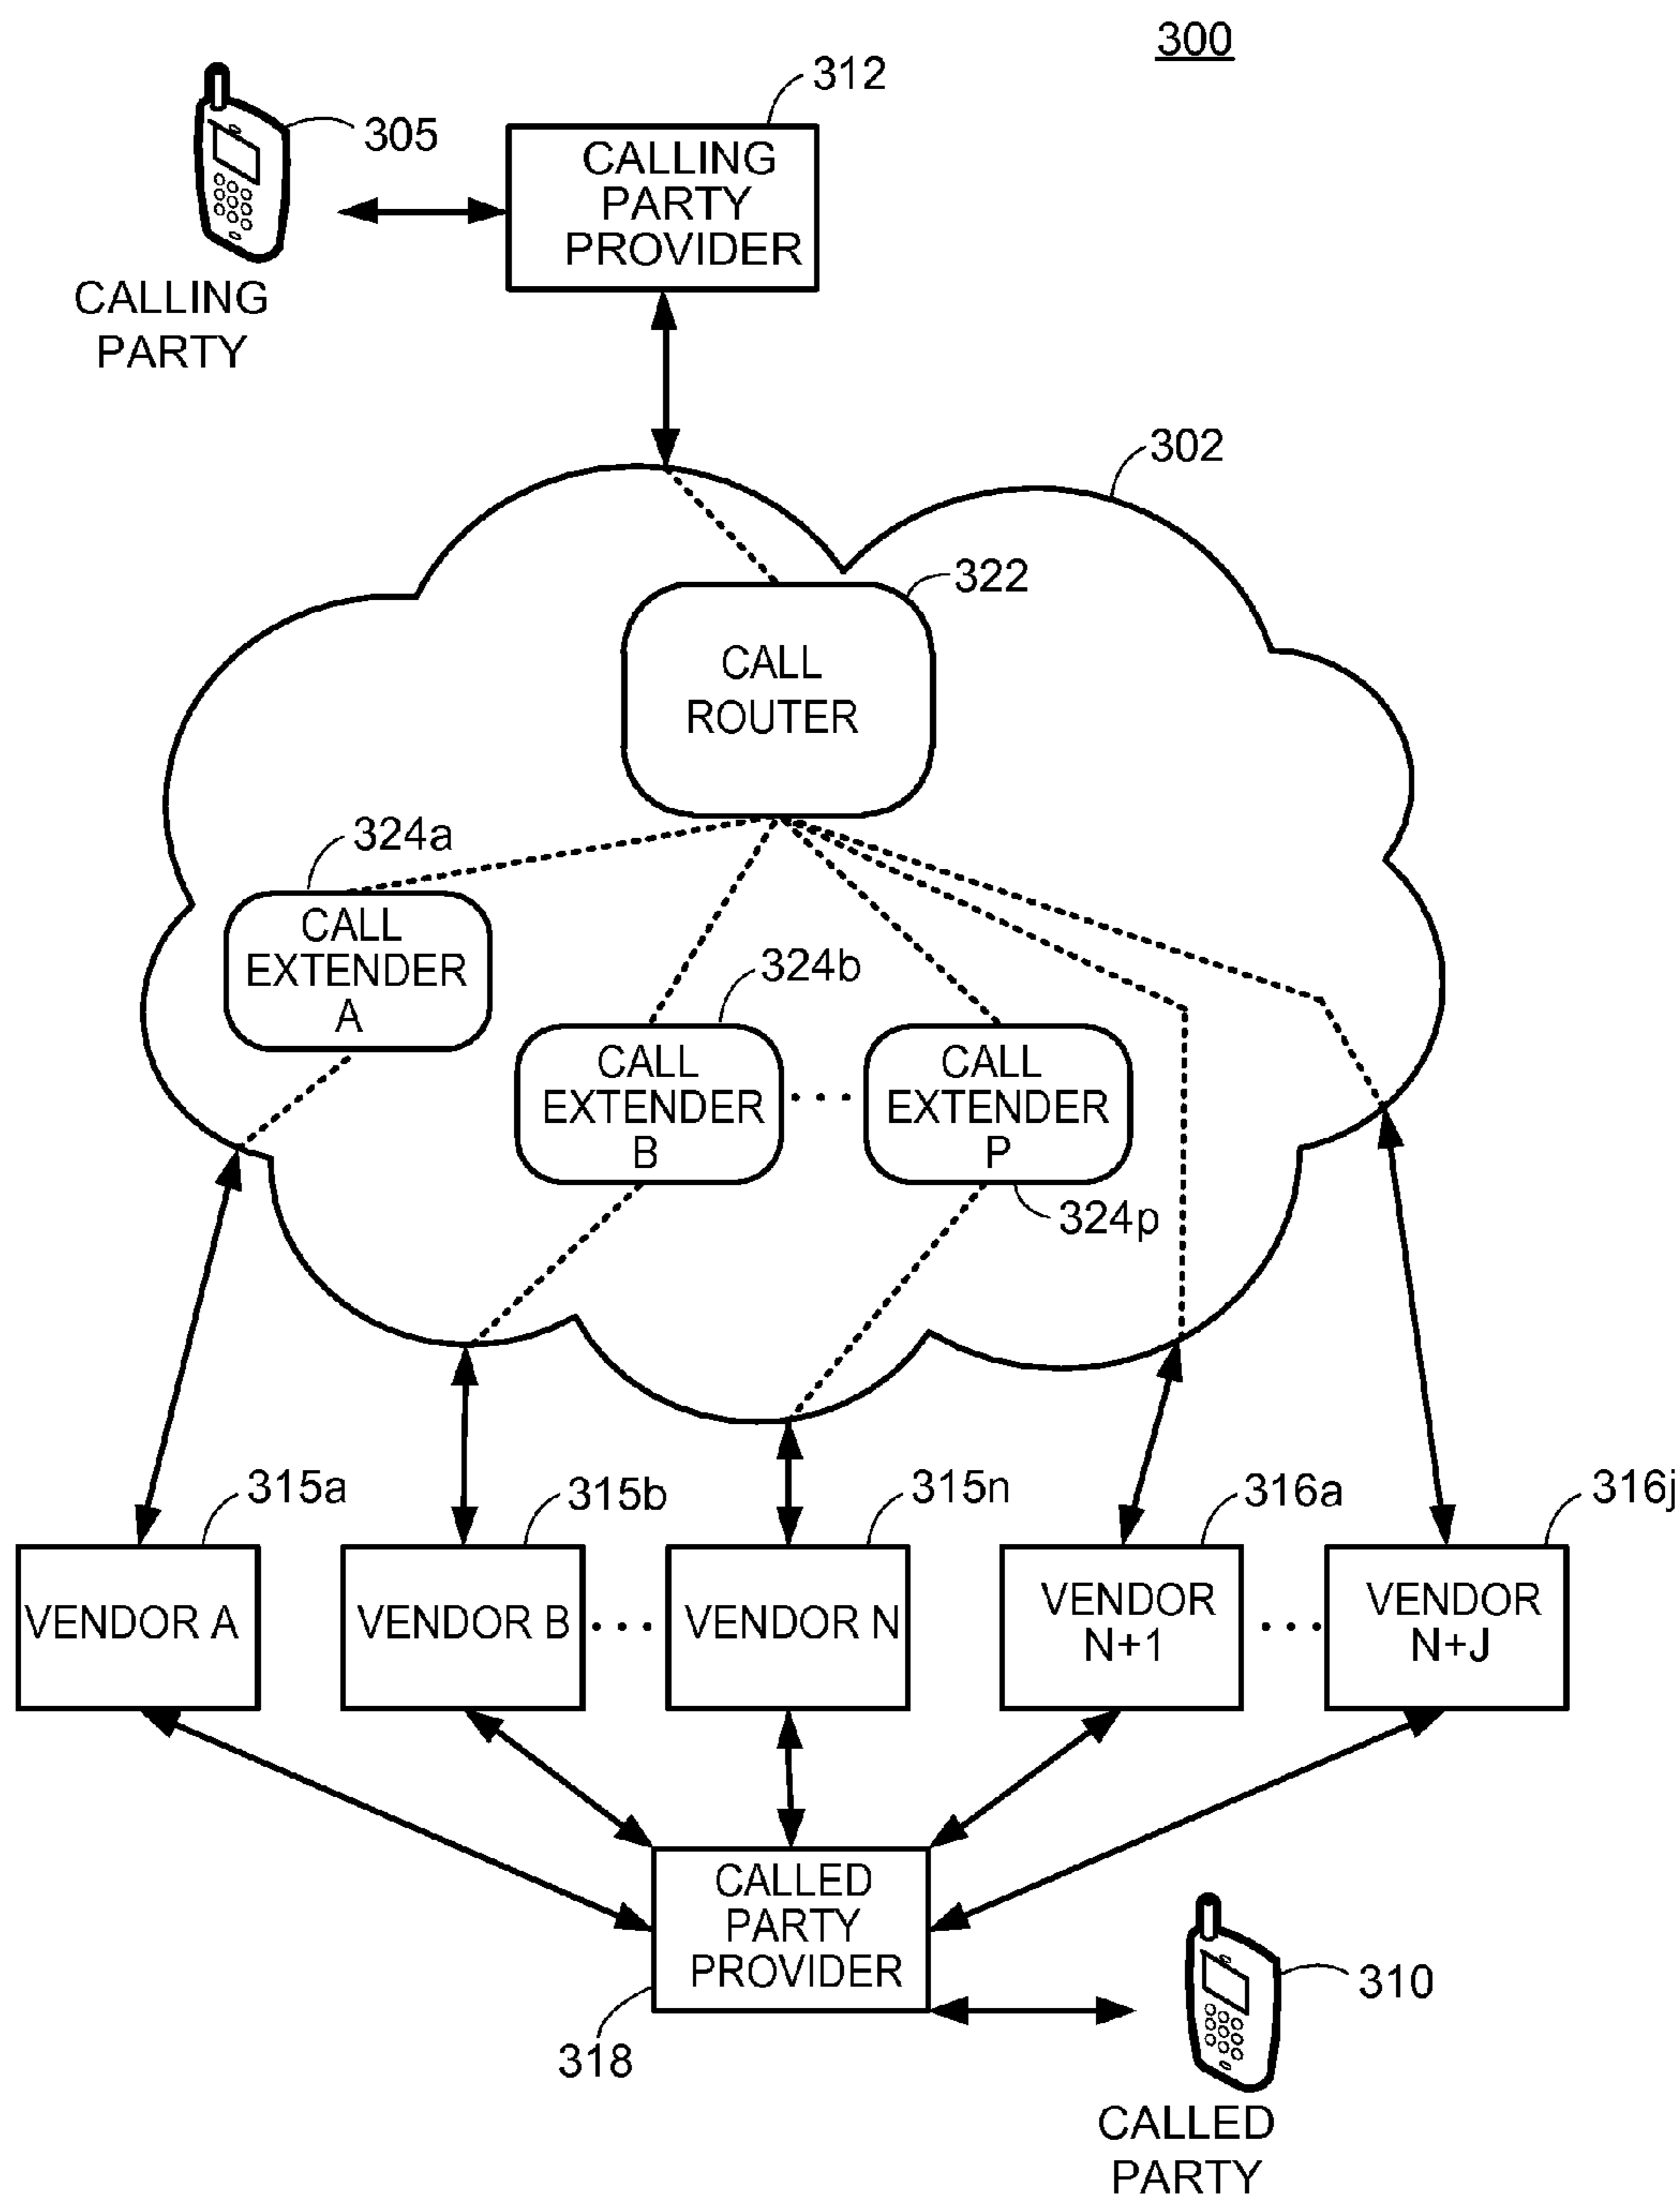 300
312
305
CALLING
PARTY
PROVIDER
CALLING
PARTY
302
322
CALL
ROUTER
324a
CALL
EXTENDER
A
324b
CALL
EXTENDER
B
. . .
CALL
EXTENDER
P
324p
315a
315b
315n
316a
316j
VENDOR A
VENDOR B
. . .
VENDOR N
VENDOR
N+1
. . .
VENDOR
N+J
CALLED
PARTY
PROVIDER
318
310
CALLED
PARTY